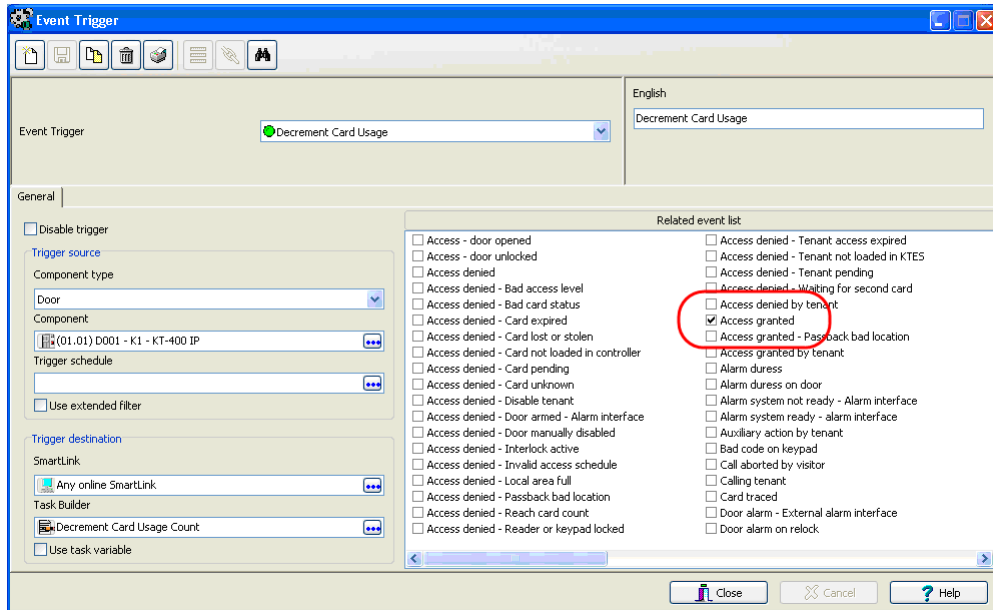 Event Trigger
English
Event Trigger
Decrement Card Usage
Decrement Card Usage
General
Disable trigger
Trigger source
Component type
Door
Component
(01.01) D001 - K1 - KT-400 IP
Trigger schedule
Use extended filter
Trigger destination
SmartLink
Any online SmartLink
Task Builder
Decrement Card Usage Count
Use task variable
Related event list
Access - door opened
Access - door unlocked
Access denied
Access denied - Bad access level
Access denied - Bad card status
Access denied - Card expired
Access denied - Card lost or stolen
Access denied - Card not loaded in controller
Access denied - Card pending
Access denied - Card unknown
Access denied - Disable tenant
Access denied - Door armed - Alarm interface
Access denied - Door manually disabled
Access denied - Interlock active
Access denied - Invalid access schedule
Access denied - Local area full
Access denied - Passback bad location
Access denied - Reach card count
Access denied - Reader or keypad locked
Access denied - Tenant access expired
Access denied - Tenant not loaded in KTES
Access denied - Tenant pending
Access denied - Waiting for second card
Access denied by tenant
Access granted
Access granted - Passback bad location
Access granted by tenant
Alarm duress
Alarm duress on door
Alarm system not ready - Alarm interface
Alarm system ready - alarm interface
Auxiliary action by tenant
Bad code on keypad
Call aborted by visitor
Calling tenant
Card traced
Door alarm - External alarm interface
Door alarm on relock
Close
Cancel
Help